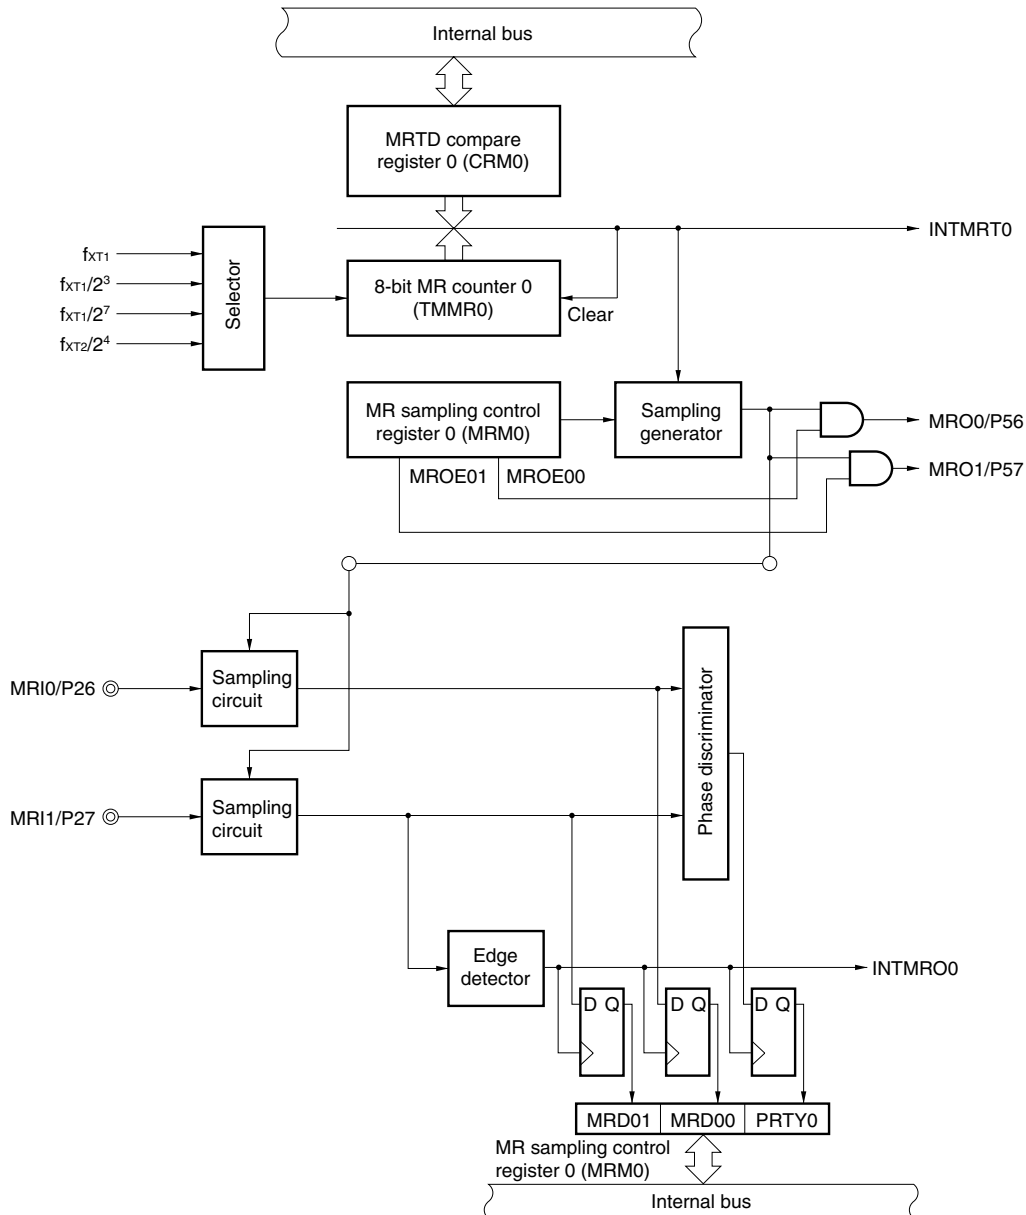 Internal bus
MRTD compare
register 0 (CRM0)
INTMRT0
fXT1
fXT1/2³
fXT1/2⁷
fXT2/2⁴
Selector
8-bit MR counter 0
(TMMR0)
Clear
MR sampling control
register 0 (MRM0)
Sampling
generator
MRO0/P56
MROE01
MROE00
MRO1/P57
MRI0/P26
Sampling
circuit
Phase discriminator
MRI1/P27
Sampling
circuit
Edge
detector
INTMRO0
D Q
D Q
D Q
MRD01 MRD00 PRTY0
MR sampling control
register 0 (MRM0)
Internal bus